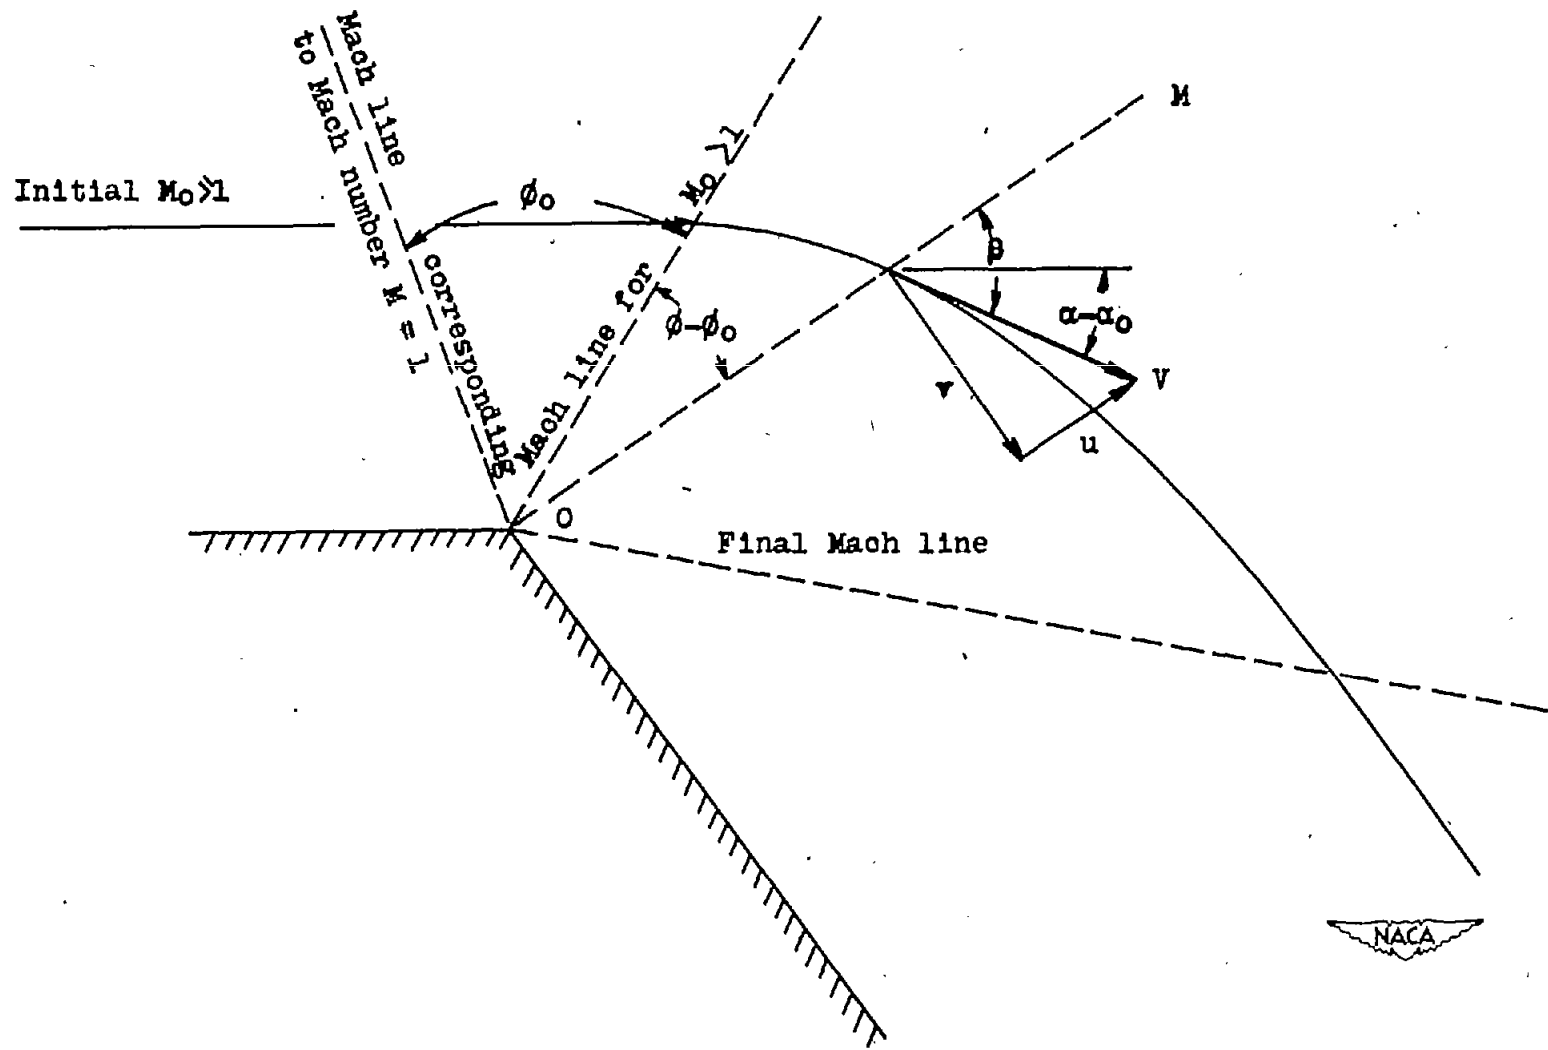 Mach line
to Mach number M = 1
corresponding
Initial M₀⩾1
ϕ₀
Mach line for M₀ ⩾1
M
β
α-α₀
ϕ-ϕ₀
V
v
u
O
Final Mach line
NACA